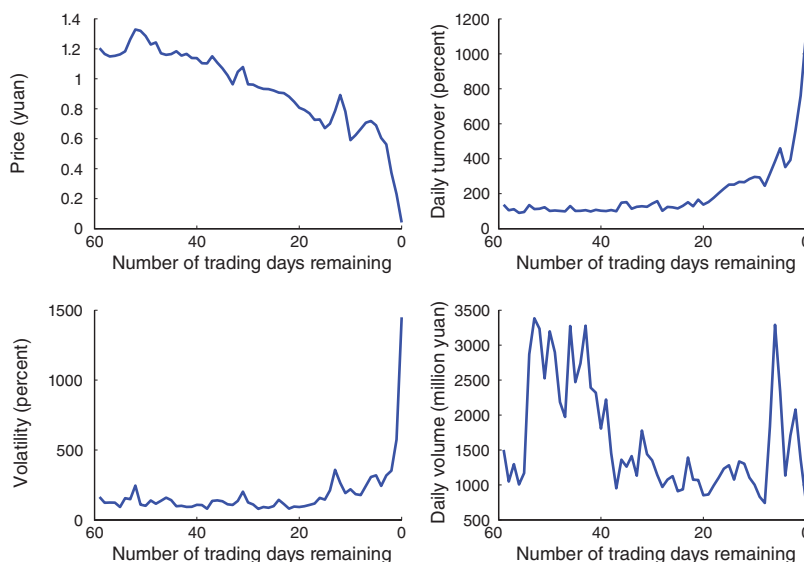 Price (yuan)
1.4
1.2
1
0.8
0.6
0.4
0.2
0
60 40 20 0
Number of trading days remaining
Daily turnover (percent)
1200
1000
800
600
400
200
0
60 40 20 0
Number of trading days remaining
Volatility (percent)
1500
1000
500
0
60 40 20 0
Number of trading days remaining
Daily volume (million yuan)
3500
3000
2500
2000
1500
1000
500
60 40 20 0
Number of trading days remaining